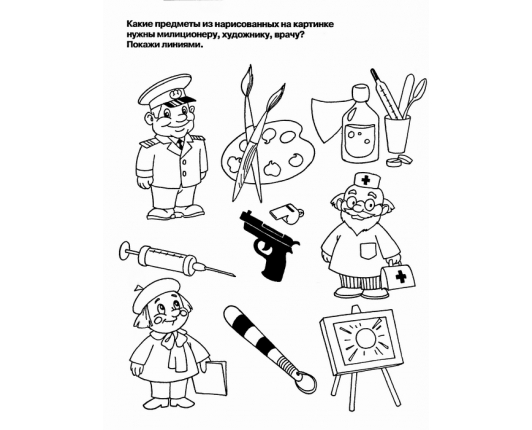 Какие предметы из нарисованных на картинке
нужны милиционеру, художнику, врачу?
Покажи линиями.